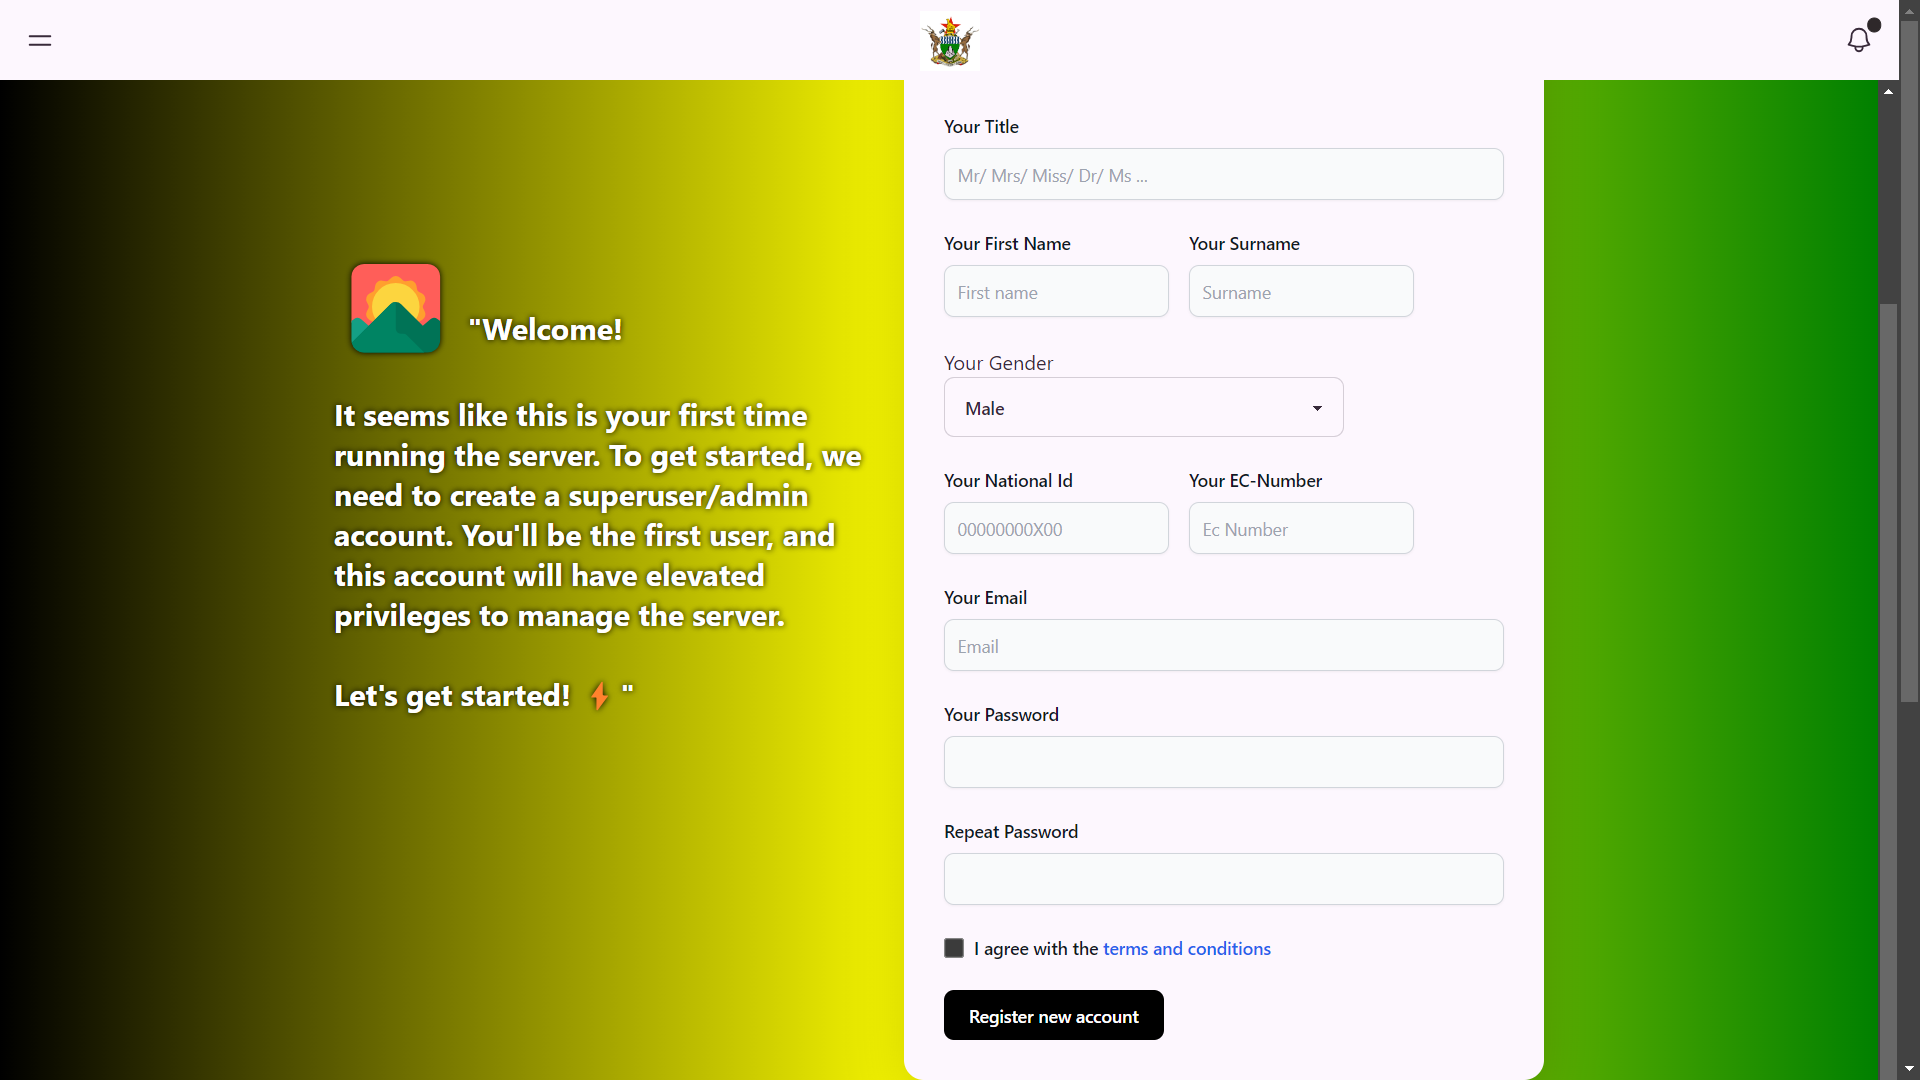 "Welcome!
It seems like this is your first time
running the server. To get started, we
need to create a superuser/admin
account. You'll be the first user, and
this account will have elevated
privileges to manage the server.
Let's get started! ⚡ "
Your Title
Mr/ Mrs/ Miss/ Dr/ Ms ...
Your First Name
Your Surname
First name
Surname
Your Gender
Male
Your National Id
Your EC-Number
00000000X00
Ec Number
Your Email
Email
Your Password
Repeat Password
I agree with the terms and conditions
Register new account